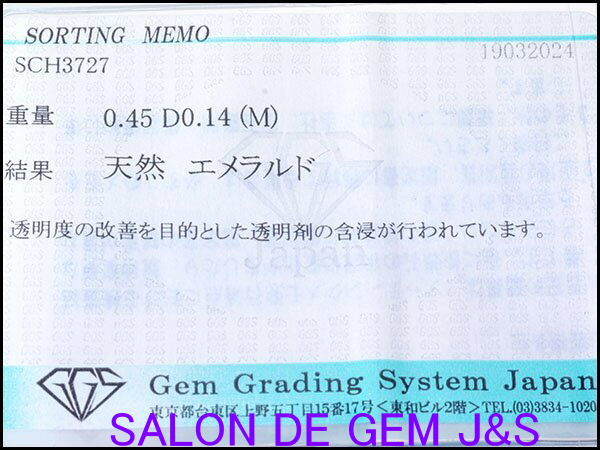 SORTING MEMO
19032024
SCH3727
重量 0.45 D0.14 (M)
結果 天然 エメラルド
透明度の改善を目的とした透明剤の含浸が行われています。
Japan
GGS
Gem Grading System Japan
東京都台東区上野五丁目15番17号＜東和ビル2階＞TEL.(03)3834-1020
SALON DE GEM J&S